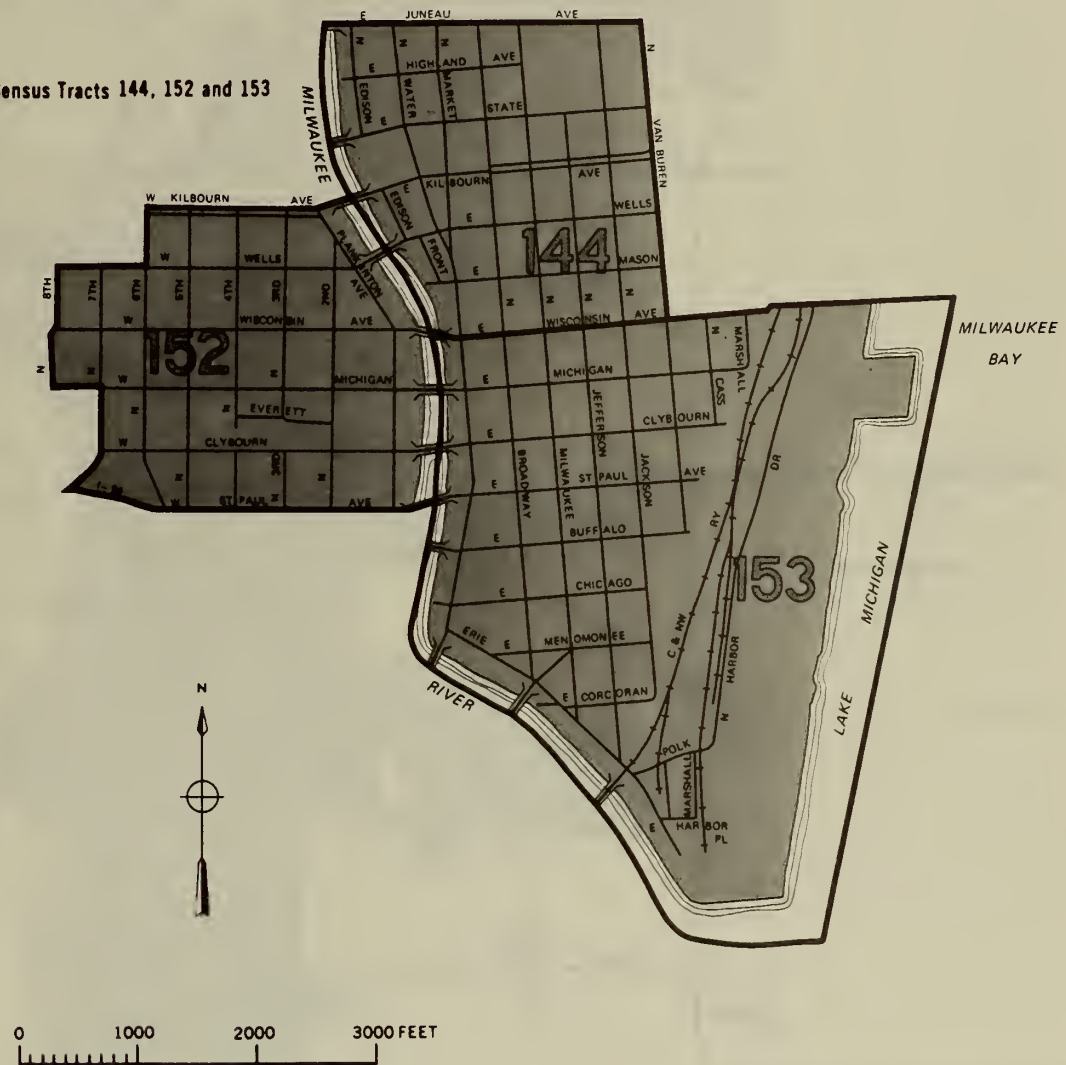 ensus Tracts 144, 152 and 153
E JUNEAU AVE
N N N N
E HIGHLAND AVE
EDISON
WATER
MARKET
E STATE
MILWAUKEE
VAN BUREN
E KILBOURN AVE
W KILBOURN AVE
EDISON
FRONT
E WELLS
PLANKINTON AVE
W WELLS
144
E MASON
8TH
7TH
6TH
5TH
4TH
3RD
2ND
N N N N
W WISCONSIN AVE
E WISCONSIN AVE
152
MILWAUKEE
BAY
N MARSHALL
N N N
W MICHIGAN
E MICHIGAN
CASS
N N
EVERETT
JEFFERSON
E CLYBOURN
W CLYBOURN
BROADWAY
MILWAUKEE
JACKSON
3RD
N N N
E ST PAUL AVE
DR
W ST PAUL AVE
E BUFFALO
RY
MICHIGAN
153
E CHICAGO
ERIE
E MENOMONEE
C & NW
HARBOR
N
RIVER
E CORCORAN
LAKE
POLK
MARSHALL
E HARBOR
PL
N
0 1000 2000 3000 FEET